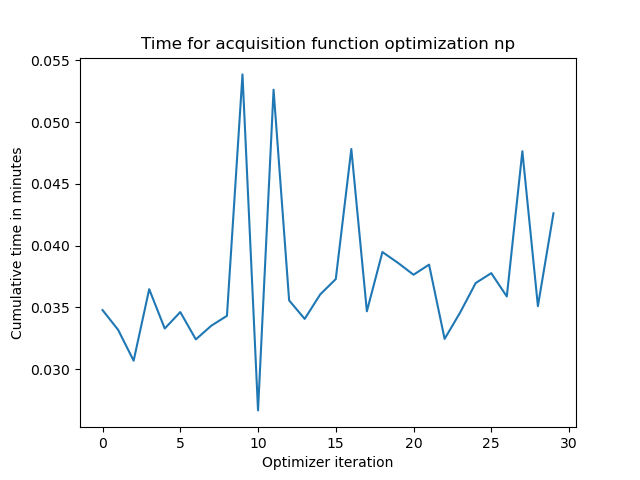 Time for acquisition function optimization np
Cumulative time in minutes
0.055
0.050
0.045
0.040
0.035
0.030
0 5 10 15 20 25 30
Optimizer iteration